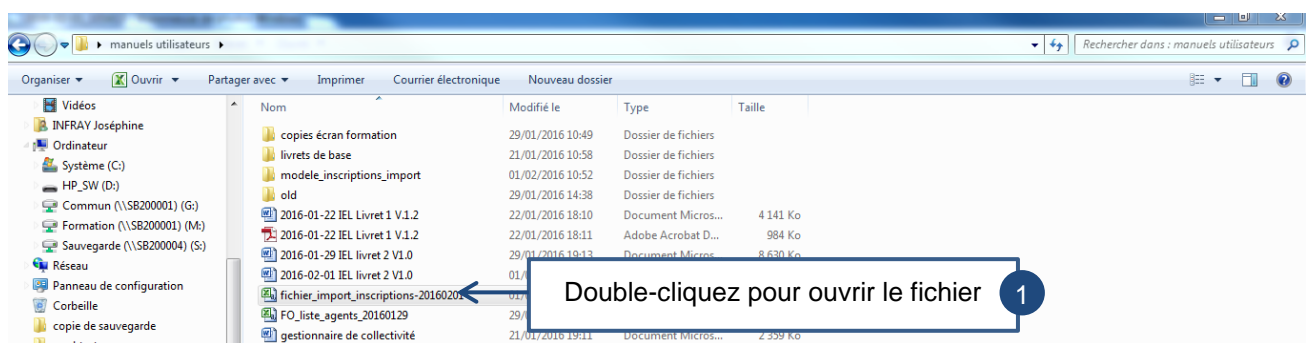 manuels utilisateurs
Rechercher dans : manuels utilisateurs
Organiser
Ouvrir
Partager avec
Imprimer
Courrier électronique
Nouveau dossier
Vidéos
INFRAY Joséphine
Ordinateur
Système (C:)
HP_SW (D:)
Commun (\\SB200001) (G:)
Formation (\\SB200001) (M:)
Sauvegarde (\\SB200004) (S:)
Réseau
Panneau de configuration
Corbeille
copie de sauvegarde
Nom Modifié le Type Taille
copies écran formation 29/01/2016 10:49 Dossier de fichiers
livrets de base 21/01/2016 10:58 Dossier de fichiers
modele_inscriptions_import 01/02/2016 10:52 Dossier de fichiers
old 29/01/2016 14:38 Dossier de fichiers
2016-01-22 IEL Livret 1 V.1.2 22/01/2016 18:10 Document Micros... 4 141 Ko
2016-01-22 IEL Livret 1 V.1.2 22/01/2016 18:11 Adobe Acrobat D... 984 Ko
2016-01-29 IEL livret 2 V1.0 29/01/2016 19:13 Document Micros... 8 630 Ko
2016-02-01 IEL livret 2 V1.0
fichier_import_inscriptions-2016020
FO_liste_agents_20160129
gestionnaire de collectivité 21/01/2016 19:11 Document Micros... 2 359 Ko
Double-cliquez pour ouvrir le fichier 1